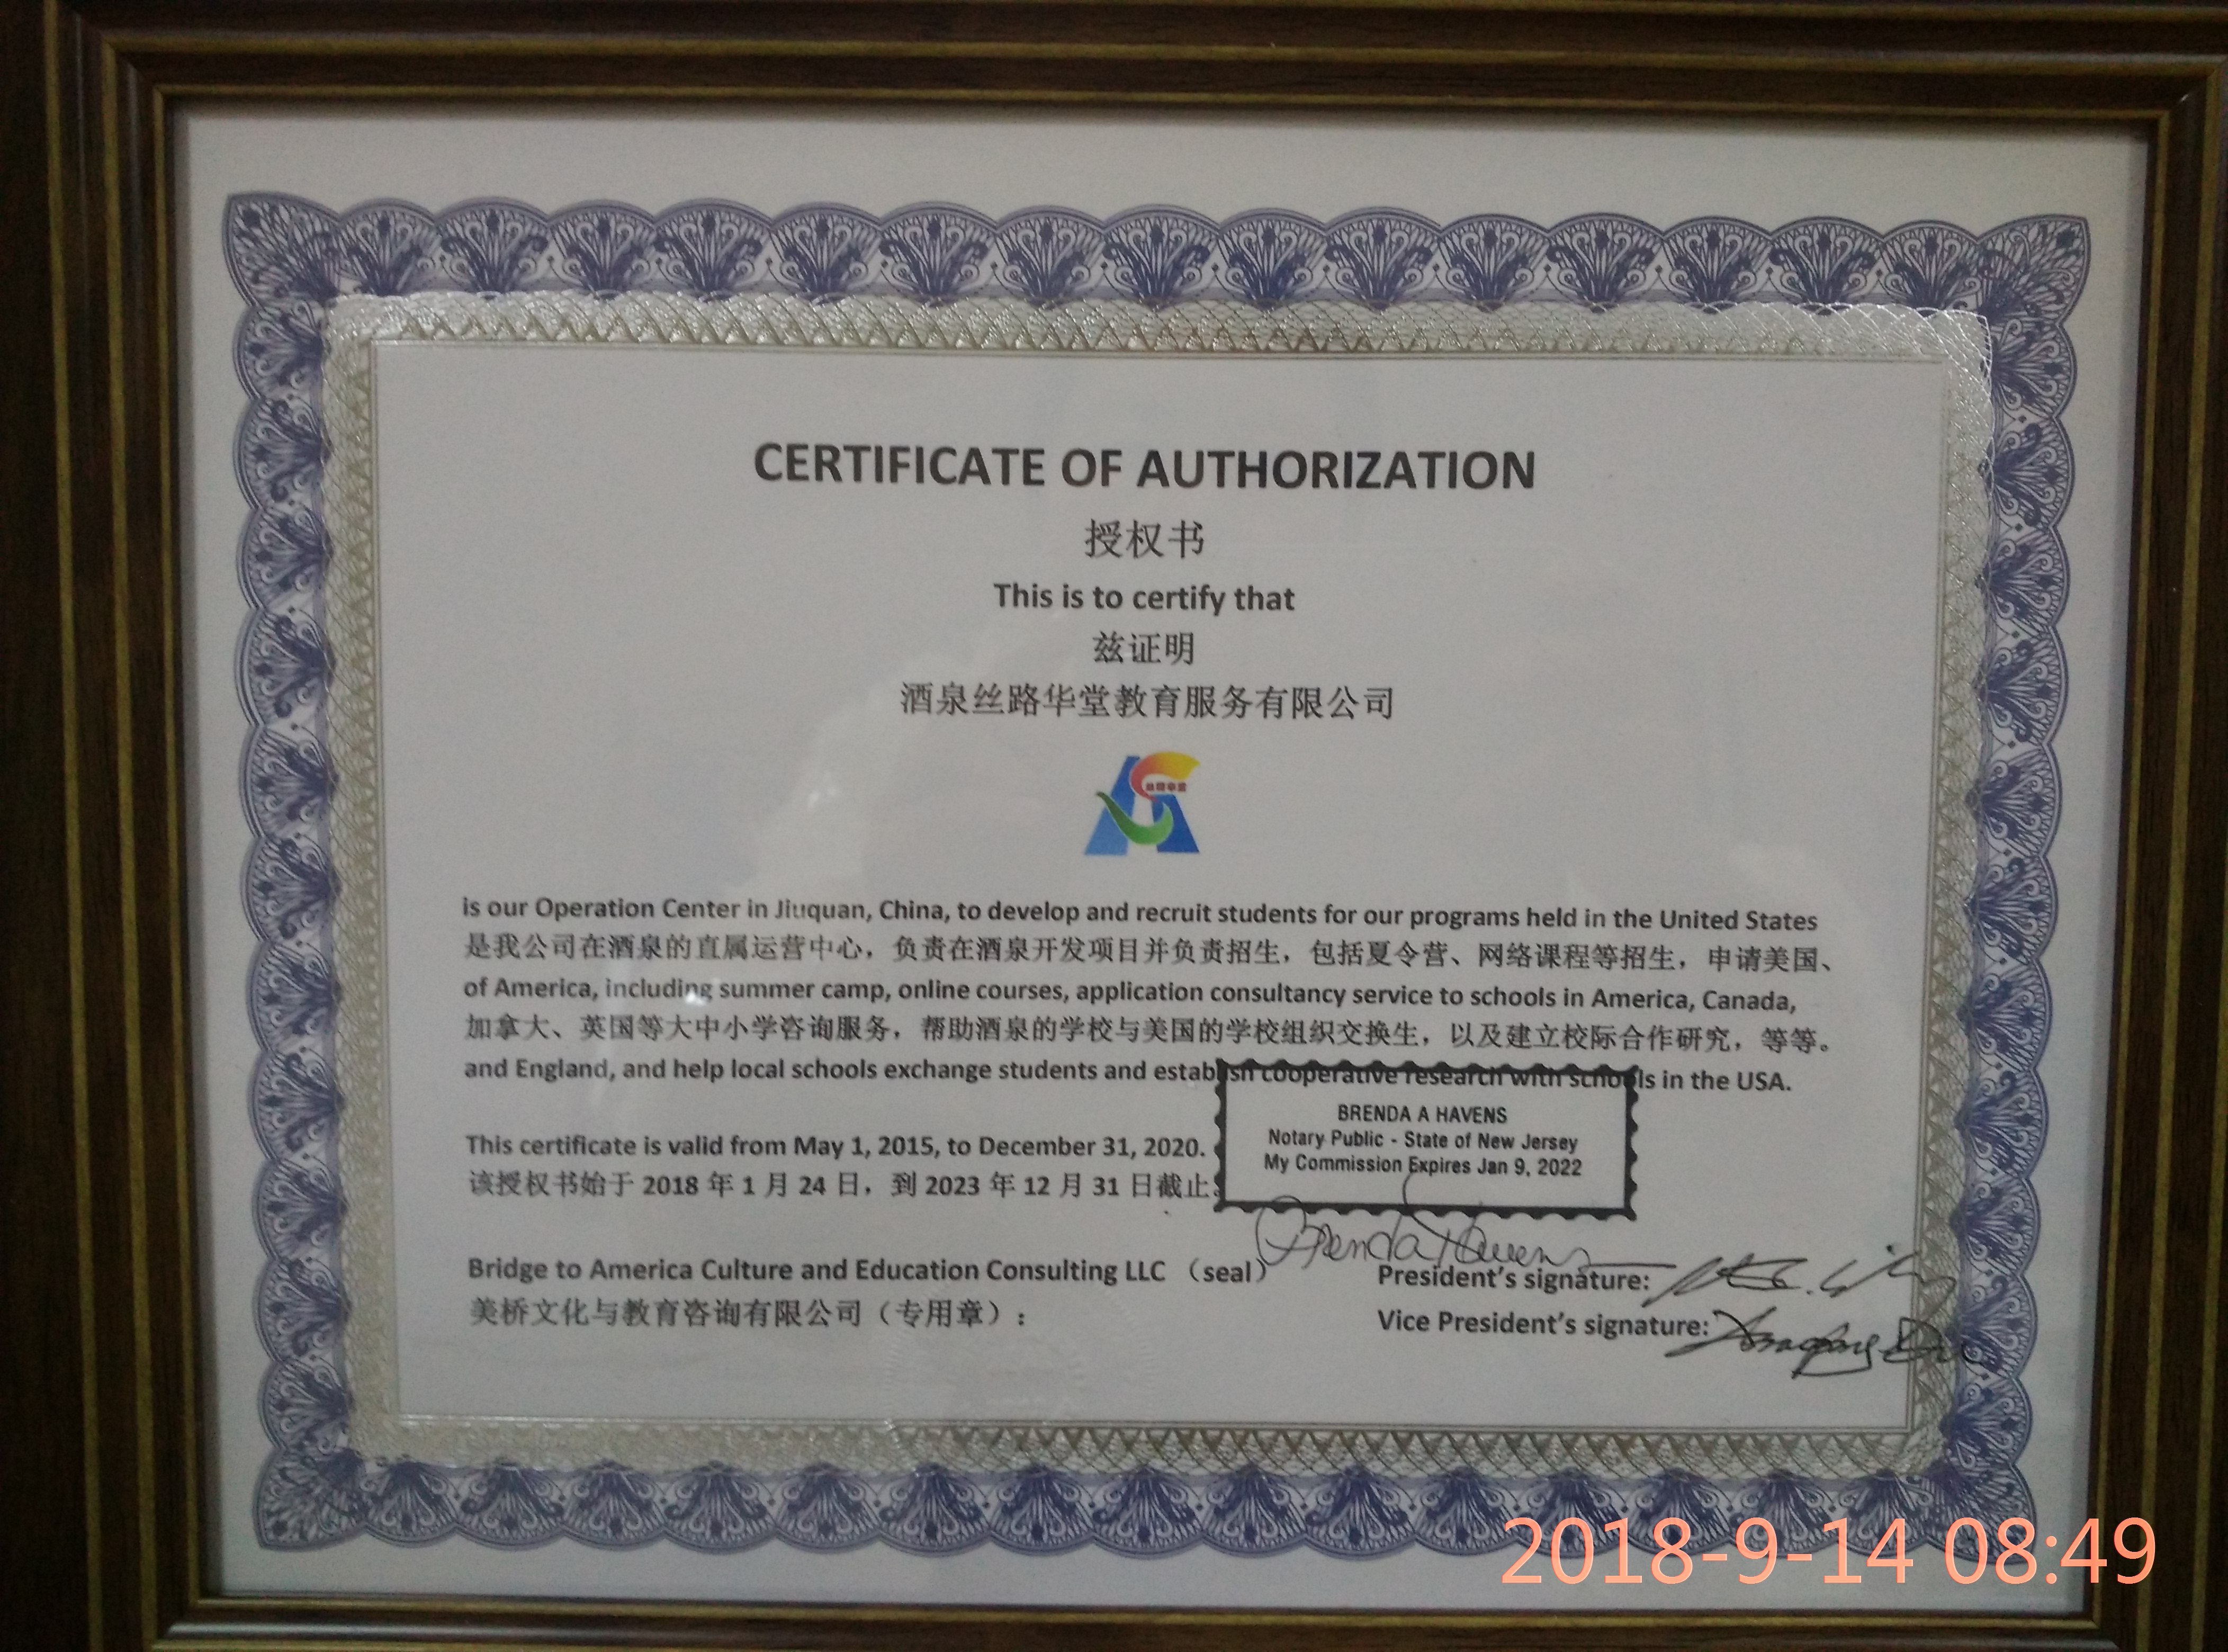 CERTIFICATE OF AUTHORIZATION
授权书
This is to certify that
兹证明
酒泉丝路华堂教育服务有限公司
丝路华堂
is our Operation Center in Jiuquan, China, to develop and recruit students for our programs held in the United States
是我公司在酒泉的直属运营中心，负责在酒泉开发项目并负责招生，包括夏令营、网络课程等招生，申请美国、
of America, including summer camp, online courses, application consultancy service to schools in America, Canada,
加拿大、英国等大中小学咨询服务，帮助酒泉的学校与美国的学校组织交换生，以及建立校际合作研究，等等。
and England, and help local schools exchange students and establish cooperative research with schools in the USA.
BRENDA A HAVENS
Notary Public - State of New Jersey
My Commission Expires Jan 9, 2022
This certificate is valid from May 1, 2015, to December 31, 2020.
该授权书始于 2018 年 1 月 24 日，到 2023 年 12 月 31 日截止。
Brenda Havens
Bridge to America Culture and Education Consulting LLC （seal）
President's signature:
美桥文化与教育咨询有限公司（专用章）：
Vice President's signature:
2018-9-14 08:49